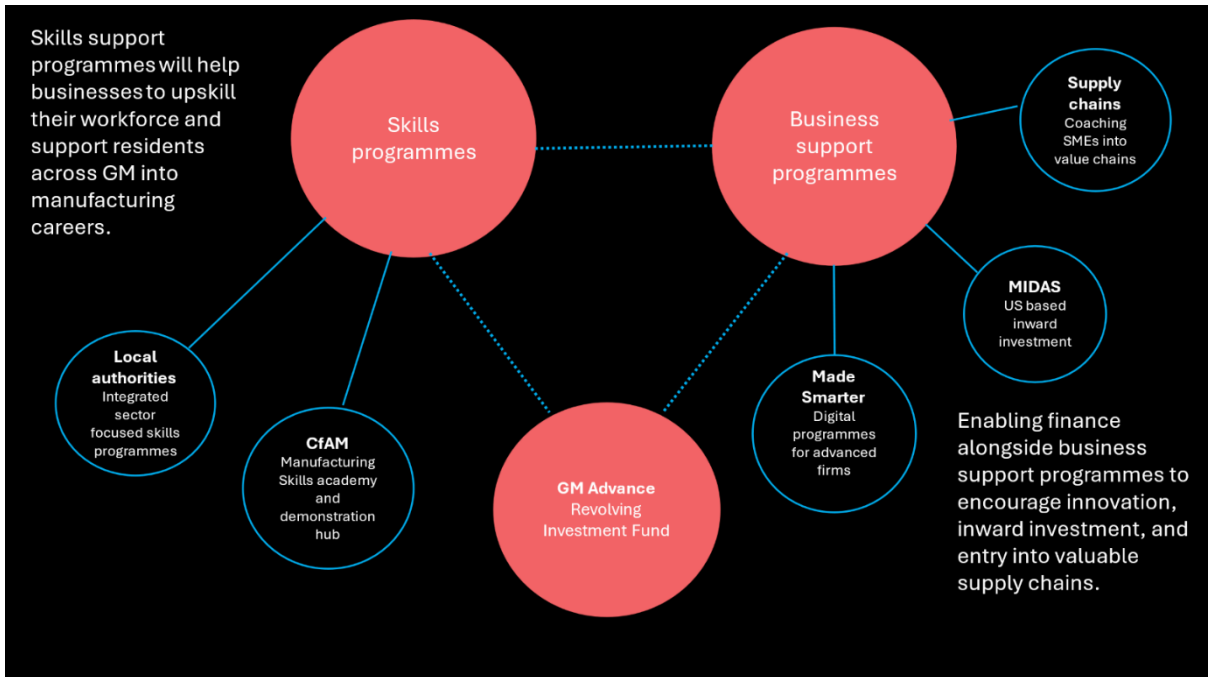 Skills support
programmes will help
businesses to upskill
their workforce and
support residents
across GM into
manufacturing
careers.
Skills
programmes
Business
support
programmes
Supply
chains
Coaching
SMEs into
value chains
MIDAS
US based
inward
investment
Local
authorities
Integrated
sector
focused skills
programmes
CfAM
Manufacturing
Skills academy
and
demonstration
hub
GM Advance
Revolving
Investment Fund
Made
Smarter
Digital
programmes
for advanced
firms
Enabling finance
alongside business
support programmes to
encourage innovation,
inward investment, and
entry into valuable
supply chains.